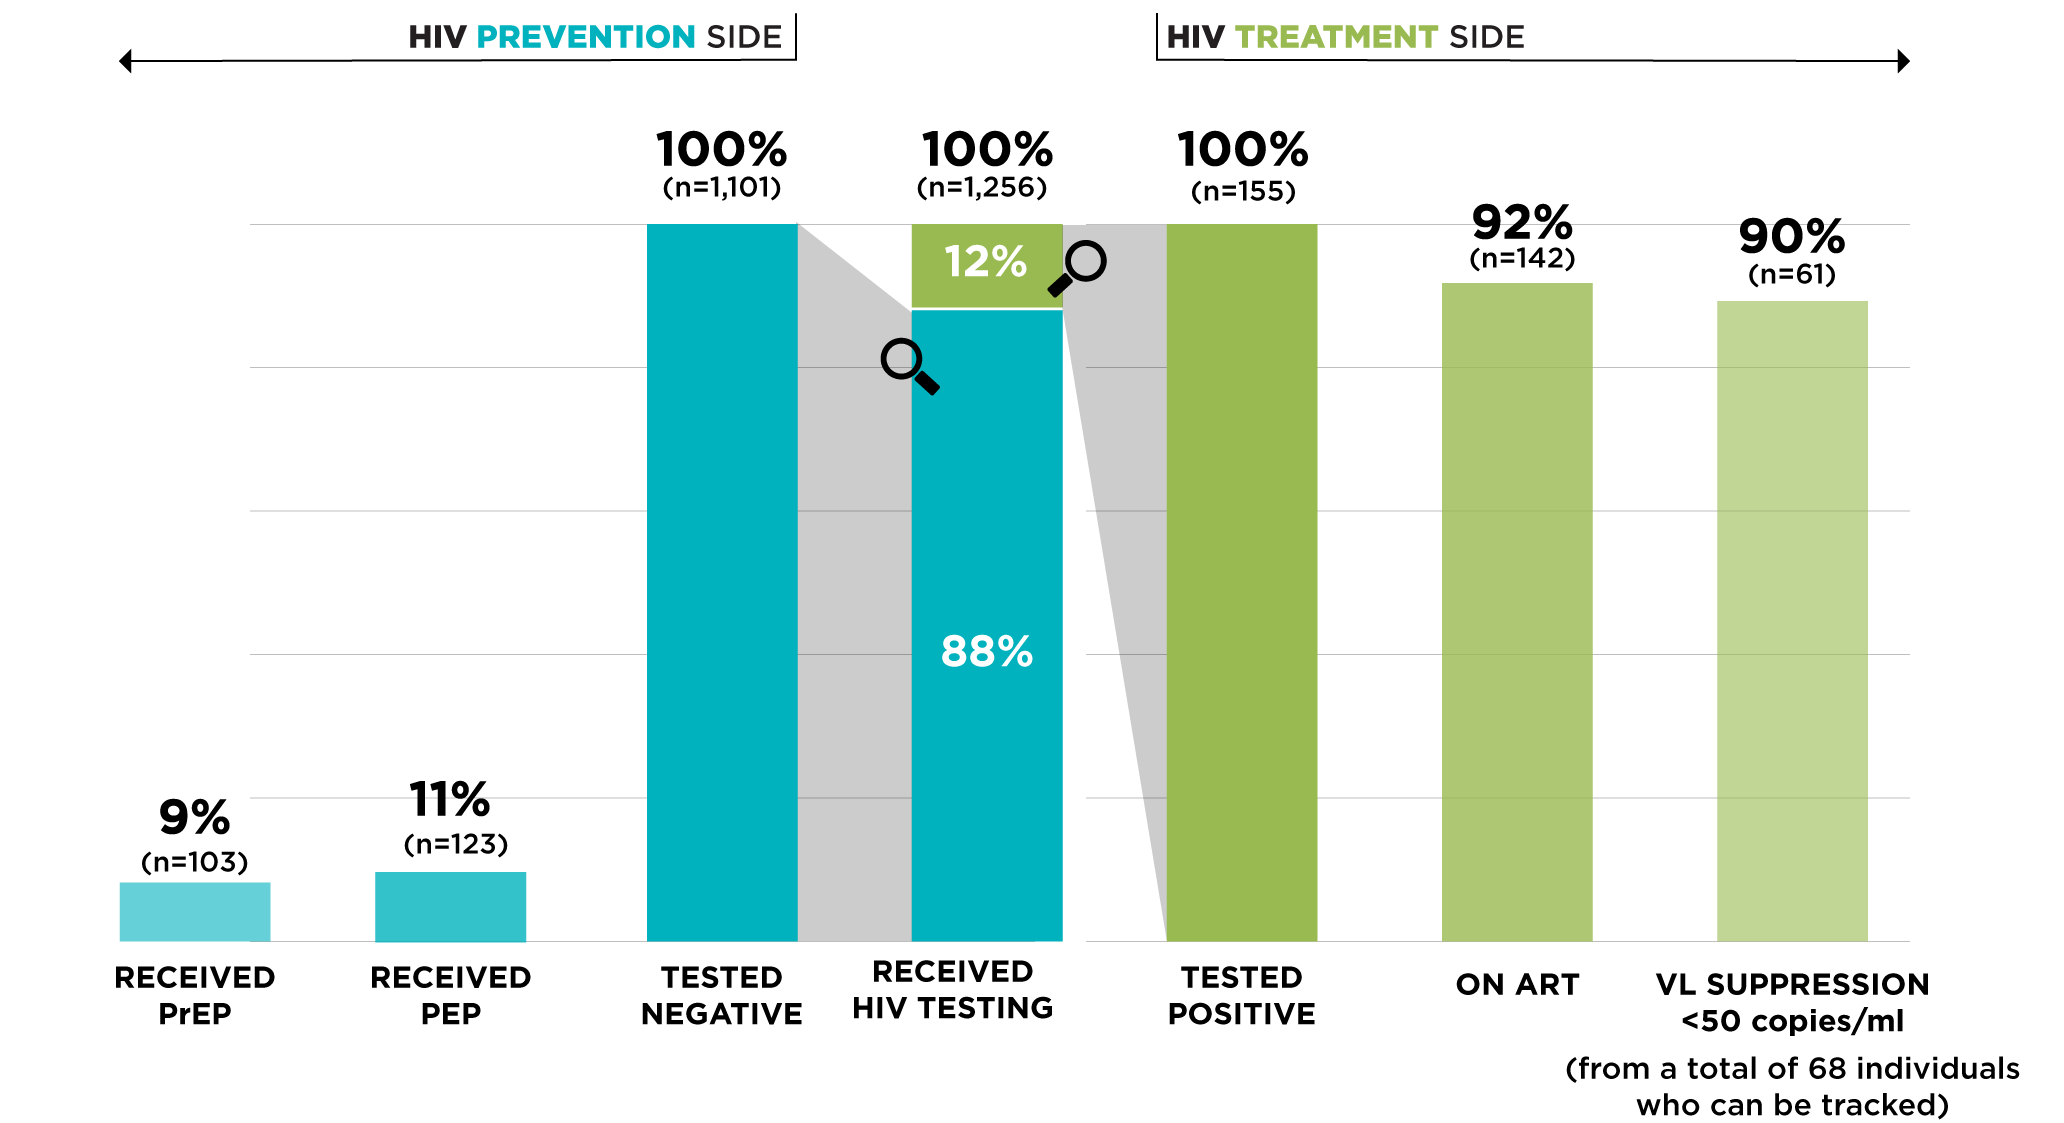 HIV PREVENTION SIDE
HIV TREATMENT SIDE
9%
(n=103)
11%
(n=123)
100%
(n=1,101)
100%
(n=1,256)
12%
88%
100%
(n=155)
92%
(n=142)
90%
(n=61)
RECEIVED
PrEP
RECEIVED
PEP
TESTED
NEGATIVE
RECEIVED
HIV TESTING
TESTED
POSITIVE
ON ART
VL SUPPRESSION
<50 copies/ml
(from a total of 68 individuals
who can be tracked)